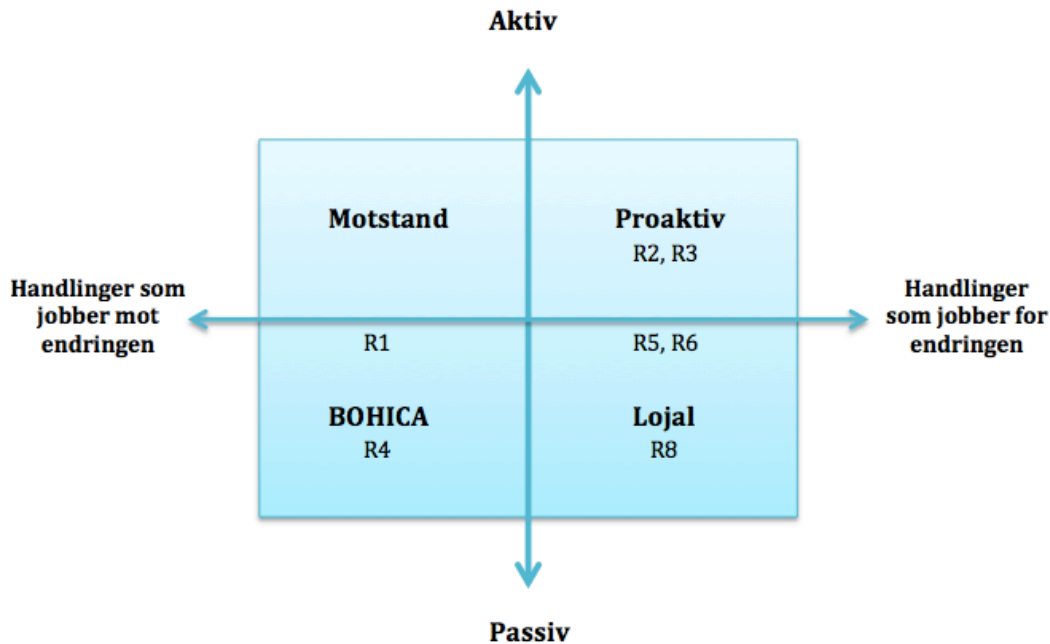 Aktiv
Motstand
Proaktiv
R2, R3
Handlinger som
jobber mot
endringen
Handlinger
som jobber for
endringen
R1
R5, R6
BOHICA
R4
Lojal
R8
Passiv